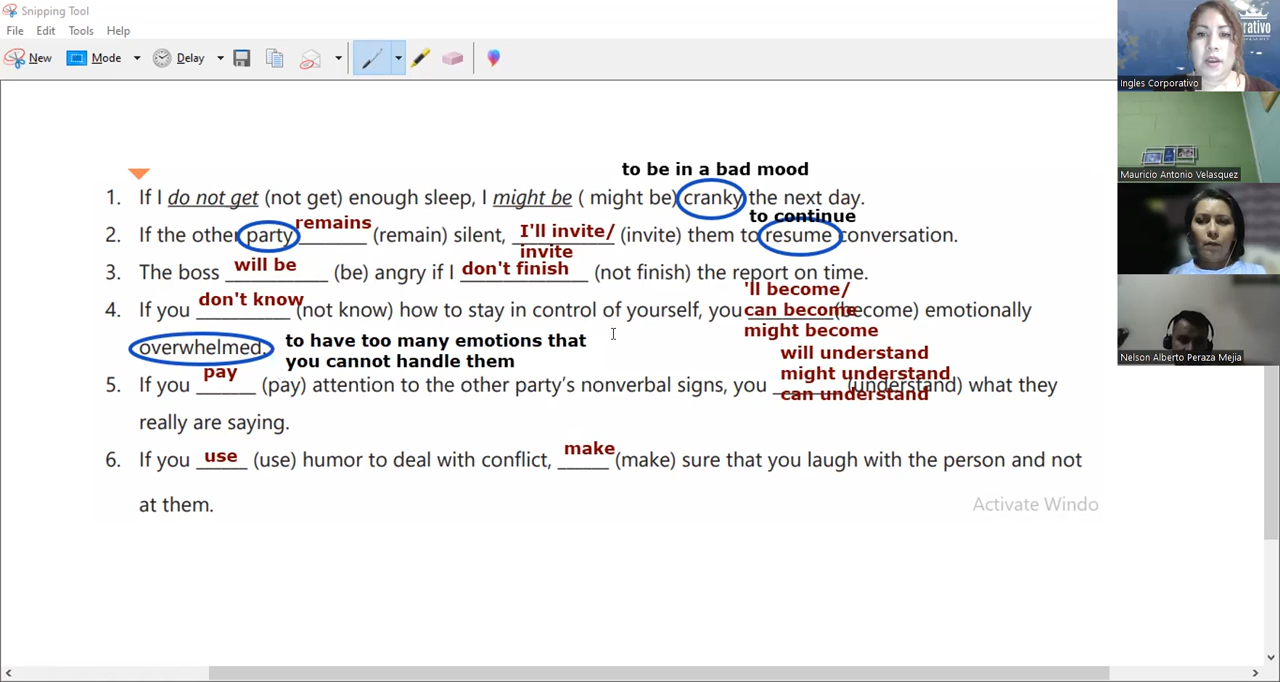 Snipping Tool
File Edit Tools Help
New Mode Delay
rativo
Ingles Corporativo
Mauricio Antonio Velasquez
Nelson Alberto Peraza Mejia
to be in a bad mood
1. If I do not get (not get) enough sleep, I might be ( might be) cranky the next day.
to continue
2. If the other party remains (remain) silent, I'll invite/ invite (invite) them to resume conversation.
3. The boss will be (be) angry if I don't finish (not finish) the report on time.
'll become/
can become
might become
4. If you don't know (not know) how to stay in control of yourself, you ________ (become) emotionally
overwhelmed. to have too many emotions that
you cannot handle them
will understand
might understand
can understand
5. If you pay (pay) attention to the other party's nonverbal signs, you ______ (understand) what they
really are saying.
6. If you use (use) humor to deal with conflict, make (make) sure that you laugh with the person and not
at them.
Activate Windo